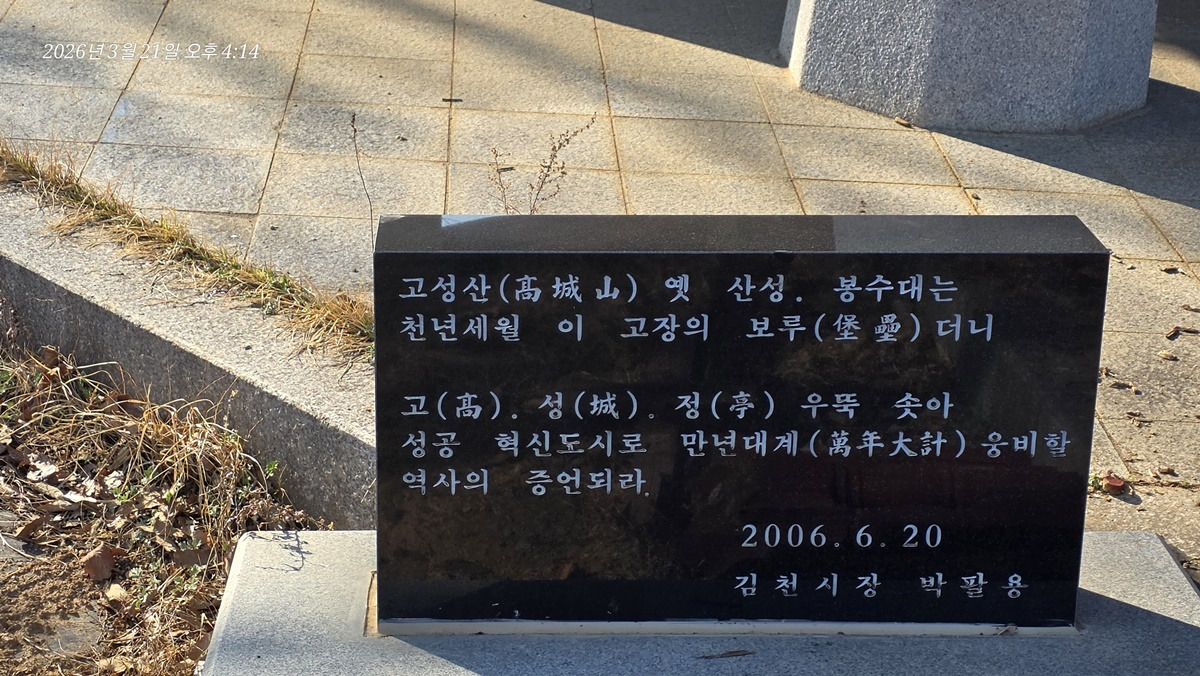 2026년 3월 21일 오후 4:14
고성산(髙城山) 옛 산성. 봉수대는
천년세월 이 고장의 보루(堡壘)더니
고(髙). 성(城). 정(亭) 우뚝 솟아
성공 혁신도시로 만년대계(萬年大計)웅비할
역사의 증언되라.
2006. 6. 20
김천시장 박팔용